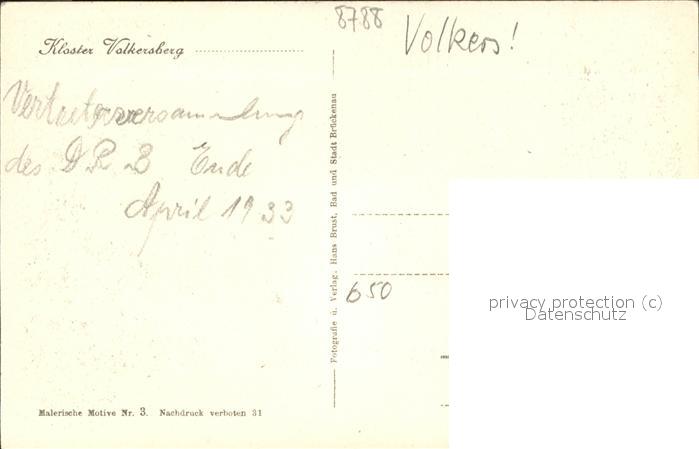 8788
Volkers!
Kloster Volkersberg
Vertreterversammlung
des D R B Ende
April 1933
650
Fotografie u. Verlag, Hans Brust, Bad und Stadt Brückenau
privacy protection (c)
Datenschutz
Malerische Motive Nr. 3. Nachdruck verboten 31